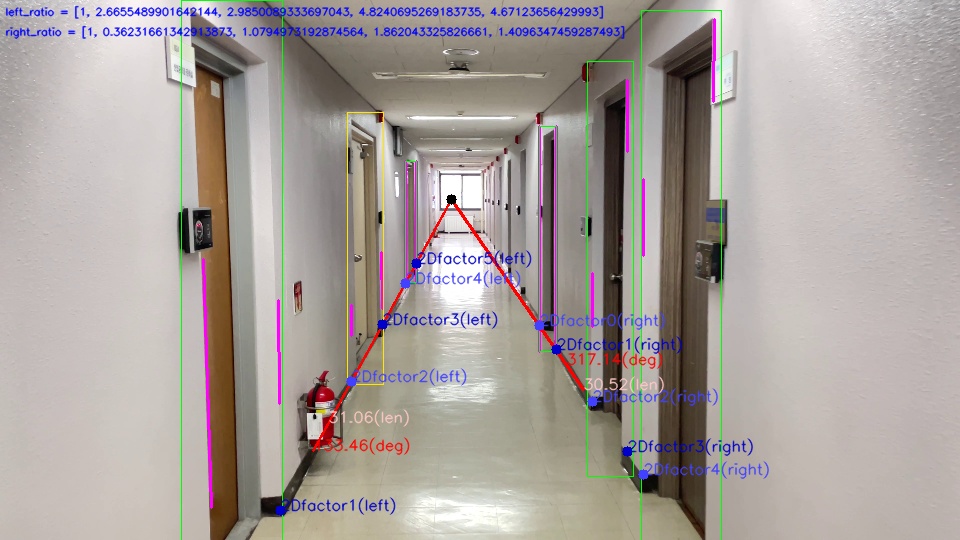 left_ratio = [1, 2.6655489901642144, 2.9850089333697043, 4.8240695269183735, 4.67123656429993]
right_ratio = [1, 0.36231661342913873, 1.0794973192874564, 1.862043325826661, 1.4096347459287493]
2Dfactor5(left)
2Dfactor4(left)
2Dfactor3(left)
2Dfactor0(right)
2Dfactor1(right)
317.14(deg)
2Dfactor2(left)
30.52(len)
2Dfactor2(right)
31.06(len)
53.46(deg)
2Dfactor3(right)
2Dfactor4(right)
2Dfactor1(left)